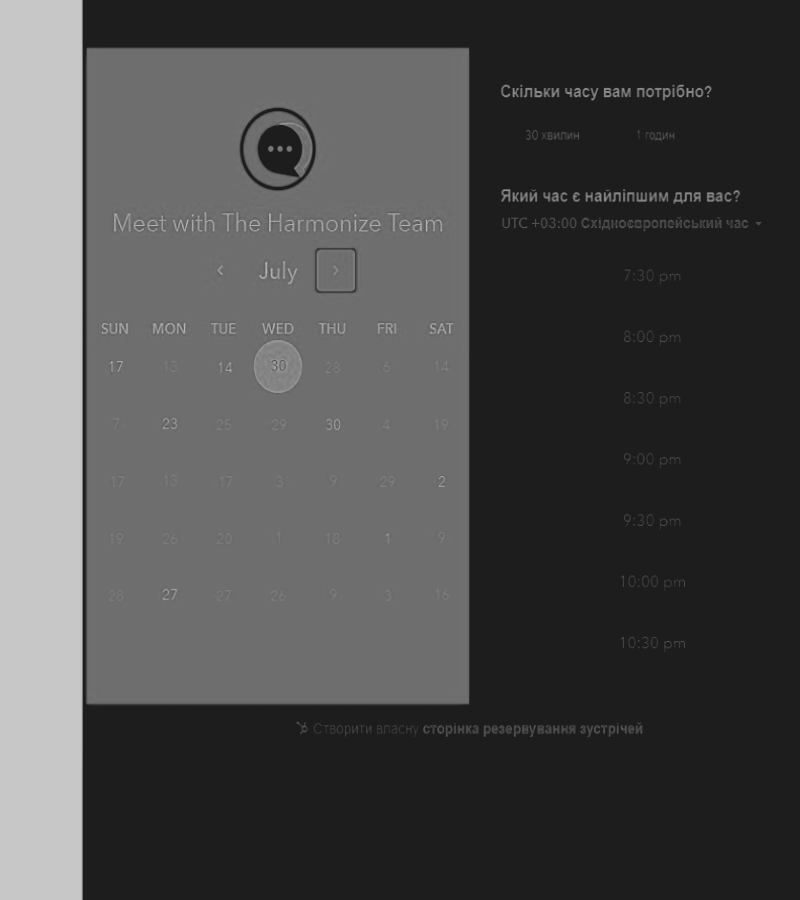 Meet with The Harmonize Team
July
SUN MON TUE WED THU FRI SAT
17 13 14 30 28 6 14
7 23 25 29 30 4 19
17 13 17 3 9 29 2
19 26 20 1 18 1 9
28 27 27 26 9 3 16
Скільки часу вам потрібно?
30 хвилин 1 годин
Який час є найліпшим для вас?
UTC +03:00 Східноєвропейський час
7:30 pm
8:00 pm
8:30 pm
9:00 pm
9:30 pm
10:00 pm
10:30 pm
Створити власну сторінка резервування зустрічей